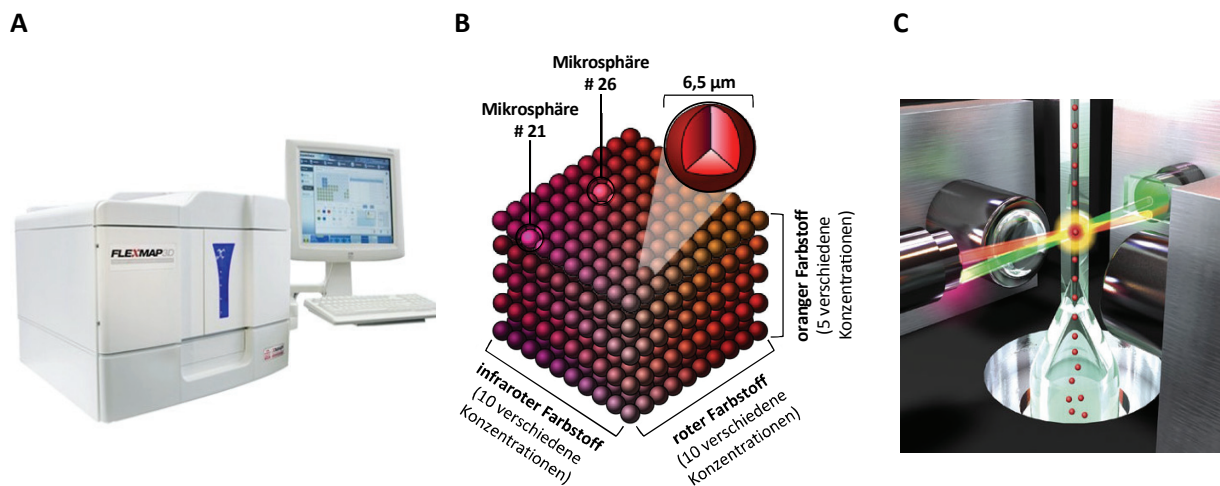 A
B
C
Mikrosphäre
# 26
6,5 µm
Mikrosphäre
# 21
FLEXMAP 3D
oranger Farbstoff
(5 verschiedene
Konzentrationen)
infraroter Farbstoff
(10 verschiedene
Konzentrationen)
roter Farbstoff
(10 verschiedene
Konzentrationen)